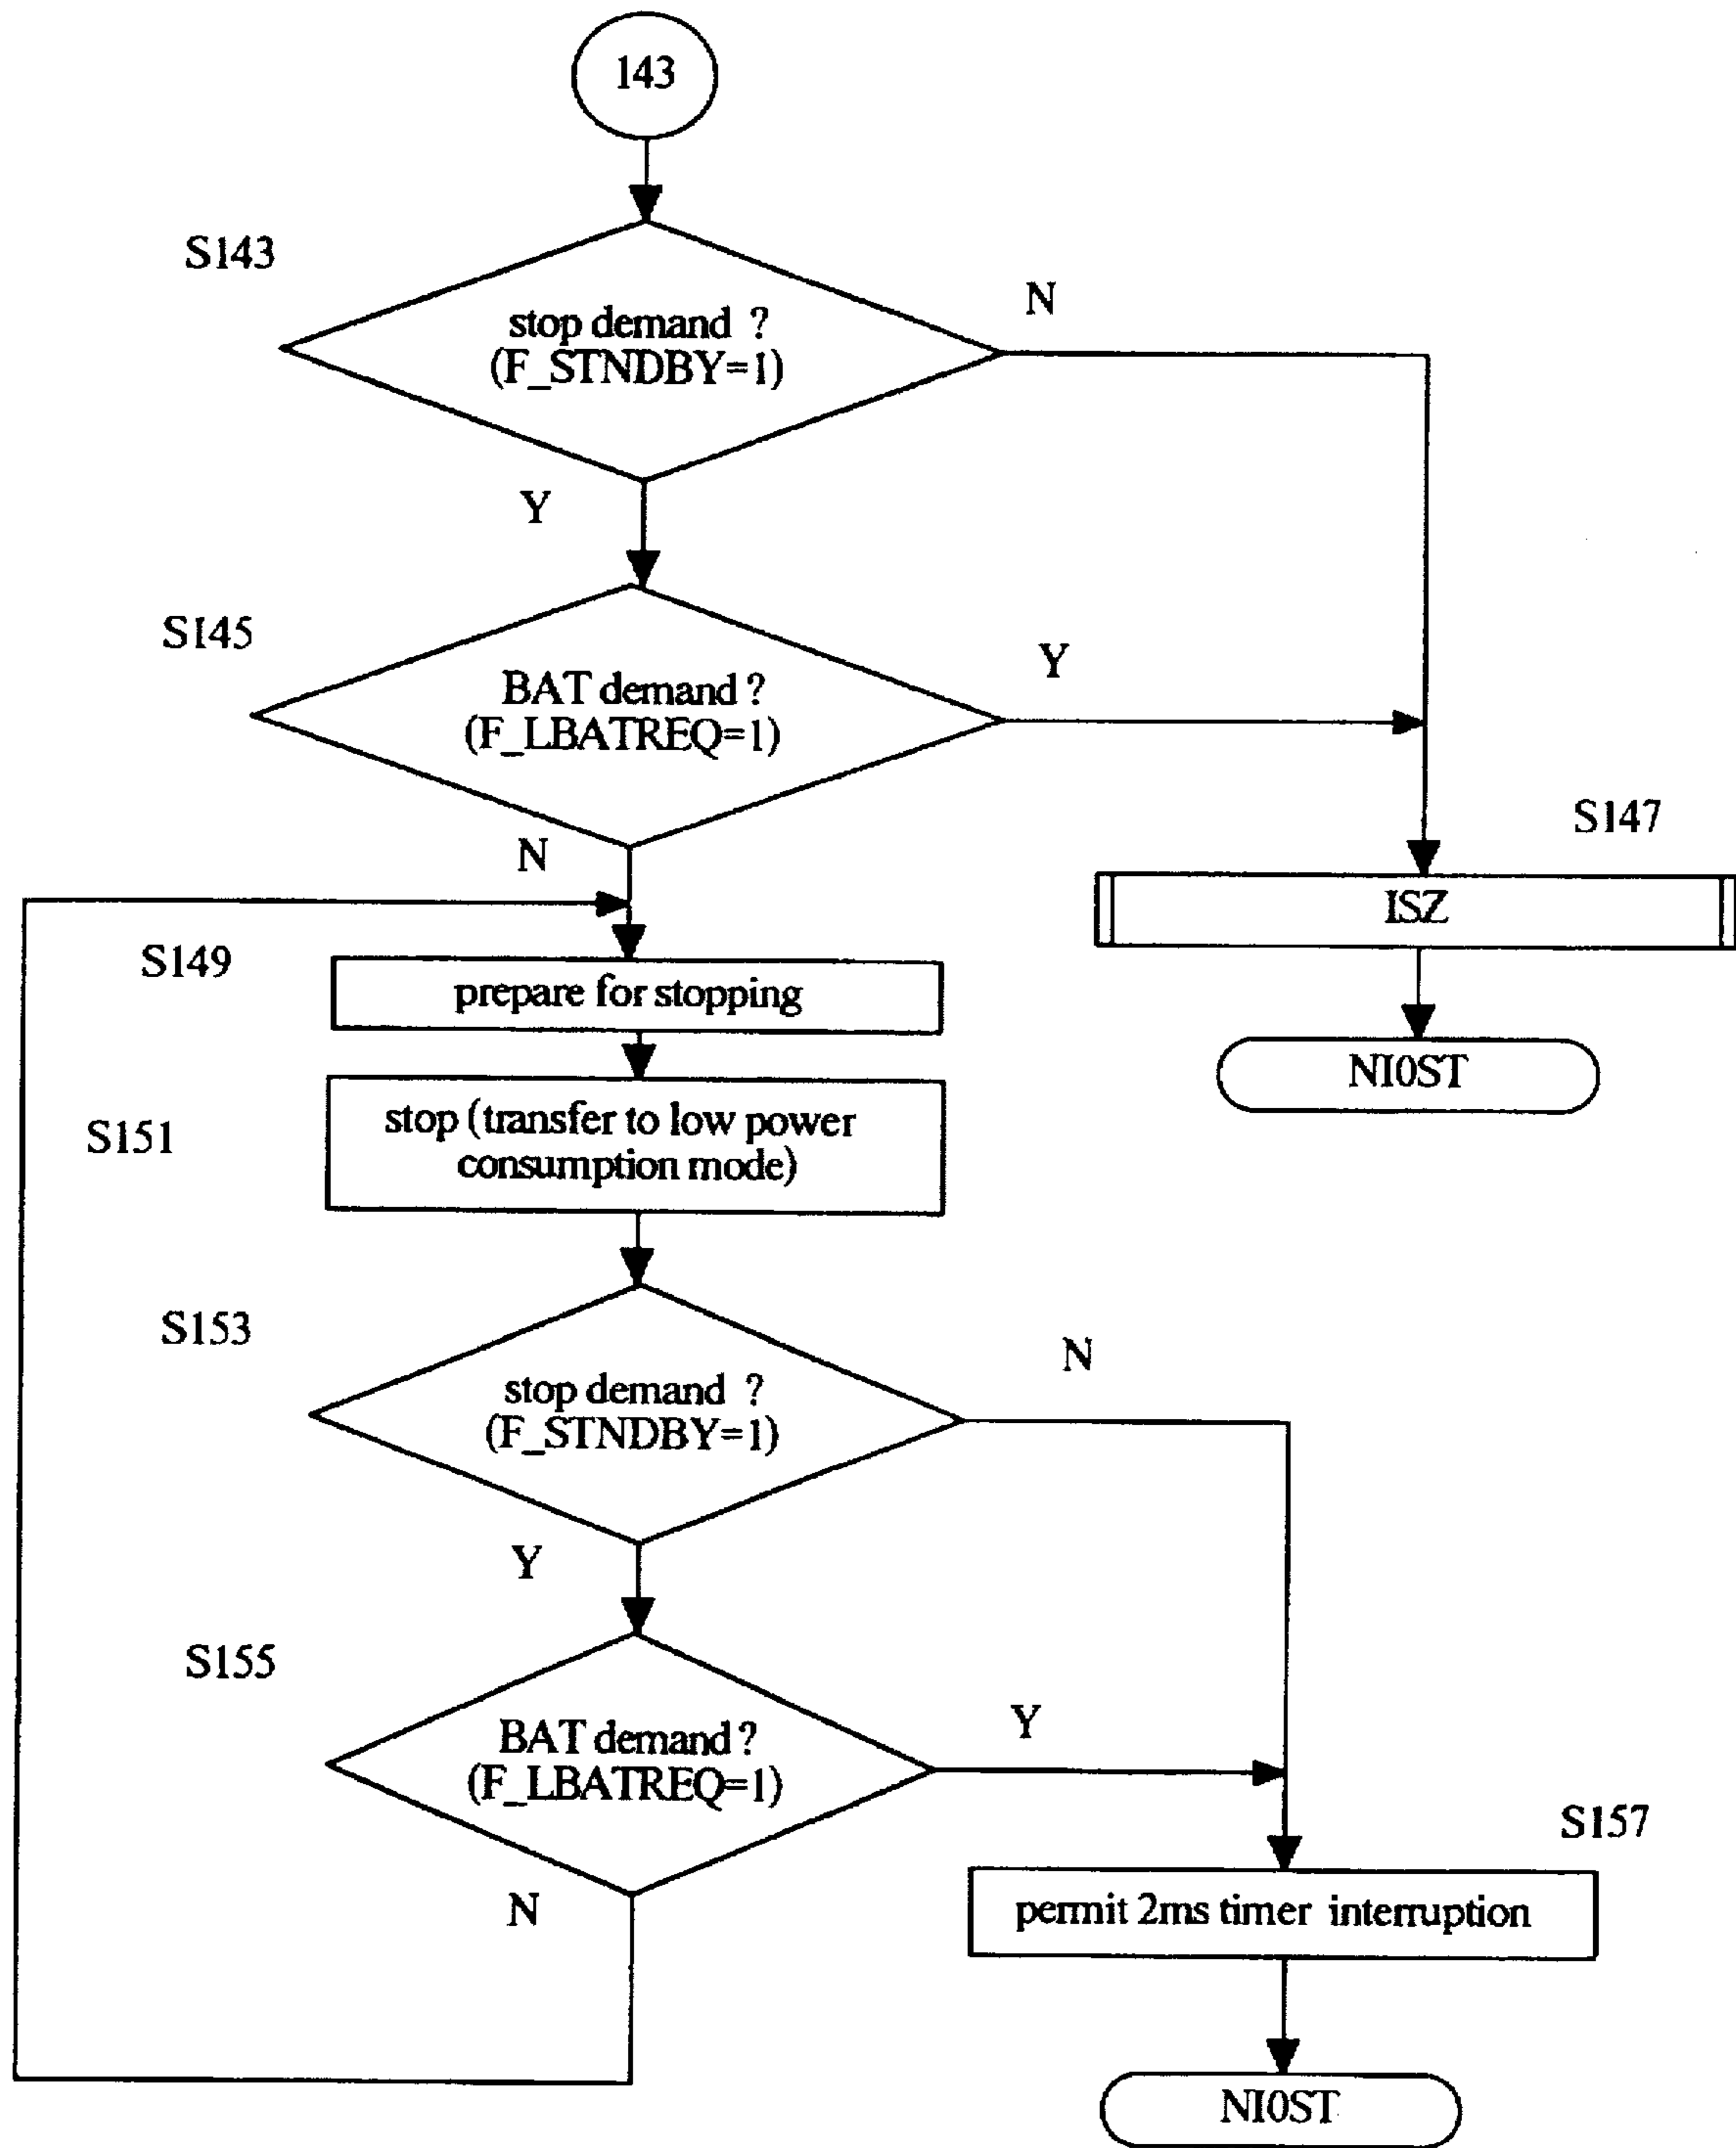 143
S143
stop demand ?
(F_STNDBY=1)
N
Y
S145
BAT demand ?
(F_LBATREQ=1)
Y
N
S147
ISZ
NI0ST
S149
prepare for stopping
S151
stop (transfer to low power
consumption mode)
S153
stop demand ?
(F_STNDBY=1)
N
Y
S155
BAT demand ?
(F_LBATREQ=1)
Y
N
S157
permit 2ms timer interruption
NI0ST